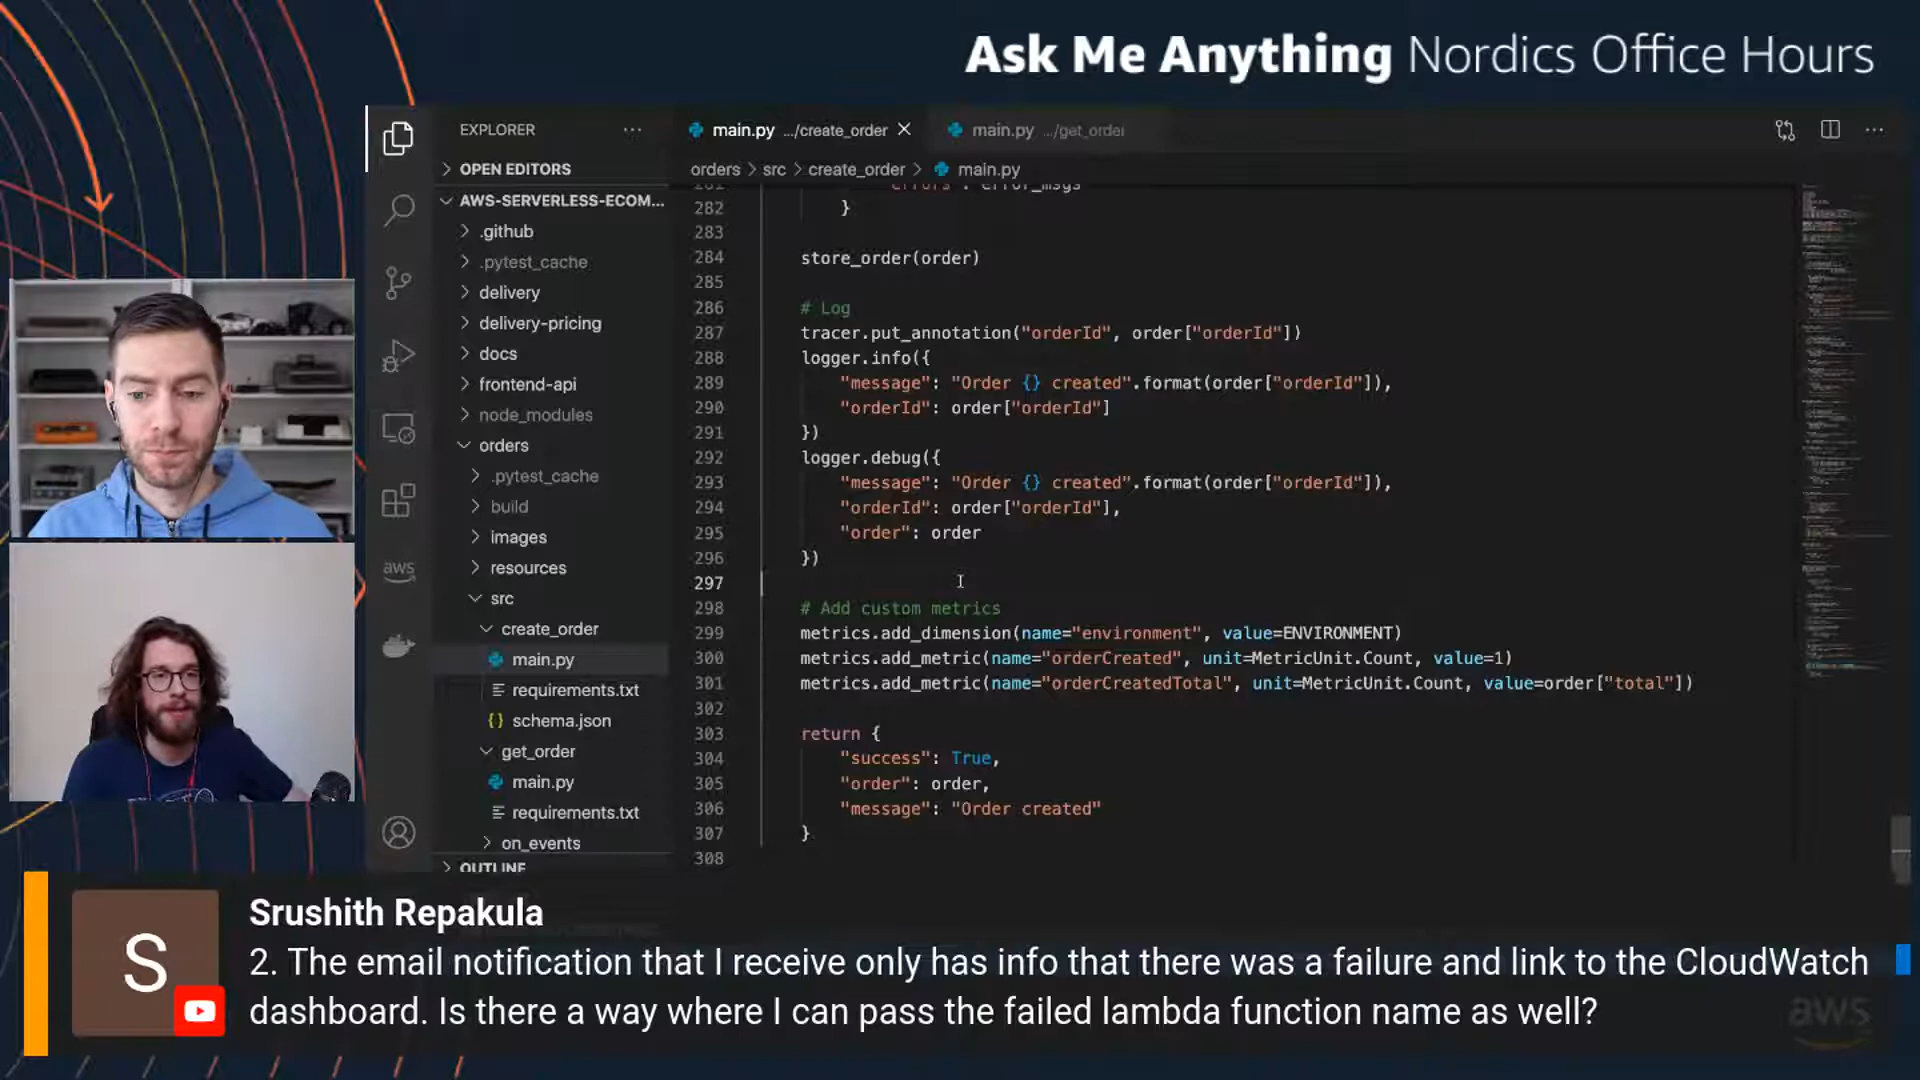 Ask Me Anything Nordics Office Hours
EXPLORER ···
main.py .../create_order
main.py .../get_order
OPEN EDITORS
orders > src > create_order > main.py
AWS-SERVERLESS-ECOM...
.github
.pytest_cache
delivery
delivery-pricing
docs
frontend-api
node_modules
orders
.pytest_cache
build
images
resources
src
create_order
main.py
requirements.txt
{} schema.json
get_order
main.py
requirements.txt
on_events
OUTLINE
aws
281 "errors": error_msgs
282 }
283
284 store_order(order)
285
286 # Log
287 tracer.put_annotation("orderId", order["orderId"])
288 logger.info({
289 "message": "Order {} created".format(order["orderId"]),
290 "orderId": order["orderId"]
291 })
292 logger.debug({
293 "message": "Order {} created".format(order["orderId"]),
294 "orderId": order["orderId"],
295 "order": order
296 })
297
298 # Add custom metrics
299 metrics.add_dimension(name="environment", value=ENVIRONMENT)
300 metrics.add_metric(name="orderCreated", unit=MetricUnit.Count, value=1)
301 metrics.add_metric(name="orderCreatedTotal", unit=MetricUnit.Count, value=order["total"])
302
303 return {
304 "success": True,
305 "order": order,
306 "message": "Order created"
307 }
308
S
Srushith Repakula
2. The email notification that I receive only has info that there was a failure and link to the CloudWatch
dashboard. Is there a way where I can pass the failed lambda function name as well?
aws